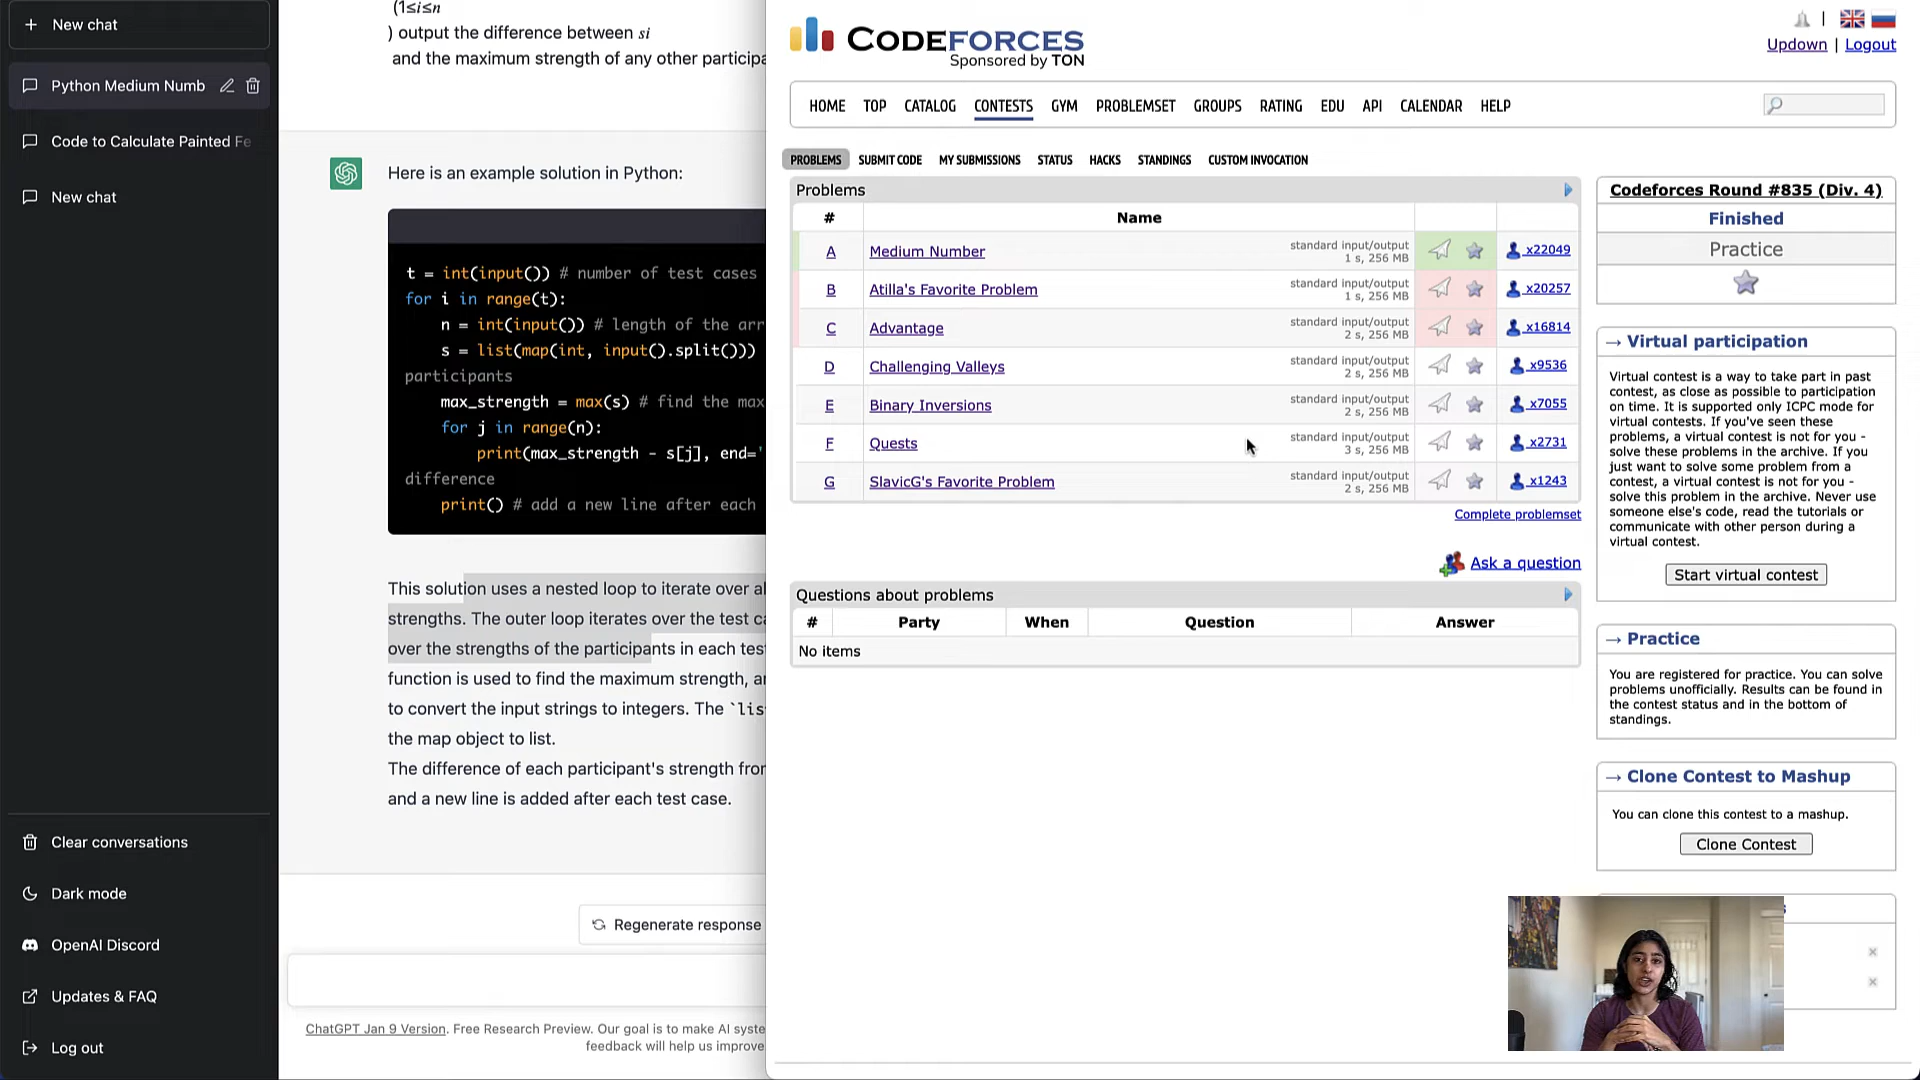 New chat
Python Medium Numb
Code to Calculate Painted Fe
New chat
Clear conversations
Dark mode
OpenAI Discord
Updates & FAQ
Log out
(1≤i≤n
) output the difference between si
and the maximum strength of any other participa
Here is an example solution in Python:
t = int(input()) # number of test cases
for i in range(t):
n = int(input()) # length of the arr
s = list(map(int, input().split()))
participants
max_strength = max(s) # find the max
for j in range(n):
print(max_strength - s[j], end='
difference
print() # add a new line after each
This solution uses a nested loop to iterate over al
strengths. The outer loop iterates over the test ca
over the strengths of the participants in each tes
function is used to find the maximum strength, a
to convert the input strings to integers. The `lis
the map object to list.
The difference of each participant's strength from
and a new line is added after each test case.
Regenerate response
ChatGPT Jan 9 Version. Free Research Preview. Our goal is to make AI syste
feedback will help us improve
CODEFORCES
Sponsored by TON
Updown | Logout
HOME TOP CATALOG CONTESTS GYM PROBLEMSET GROUPS RATING EDU API CALENDAR HELP
PROBLEMS SUBMIT CODE MY SUBMISSIONS STATUS HACKS STANDINGS CUSTOM INVOCATION
Problems
# Name
A Medium Number standard input/output x22049
1 s, 256 MB
B Atilla's Favorite Problem standard input/output x20257
1 s, 256 MB
C Advantage standard input/output x16814
2 s, 256 MB
D Challenging Valleys standard input/output x9536
2 s, 256 MB
E Binary Inversions standard input/output x7055
2 s, 256 MB
F Quests standard input/output x2731
3 s, 256 MB
G SlavicG's Favorite Problem standard input/output x1243
2 s, 256 MB
Complete problemset
Ask a question
Questions about problems
# Party When Question Answer
No items
Codeforces Round #835 (Div. 4)
Finished
Practice
→ Virtual participation
Virtual contest is a way to take part in past
contest, as close as possible to participation
on time. It is supported only ICPC mode for
virtual contests. If you've seen these
problems, a virtual contest is not for you -
solve these problems in the archive. If you
just want to solve some problem from a
contest, a virtual contest is not for you -
solve this problem in the archive. Never use
someone else's code, read the tutorials or
communicate with other person during a
virtual contest.
Start virtual contest
→ Practice
You are registered for practice. You can solve
problems unofficially. Results can be found in
the contest status and in the bottom of
standings.
→ Clone Contest to Mashup
You can clone this contest to a mashup.
Clone Contest